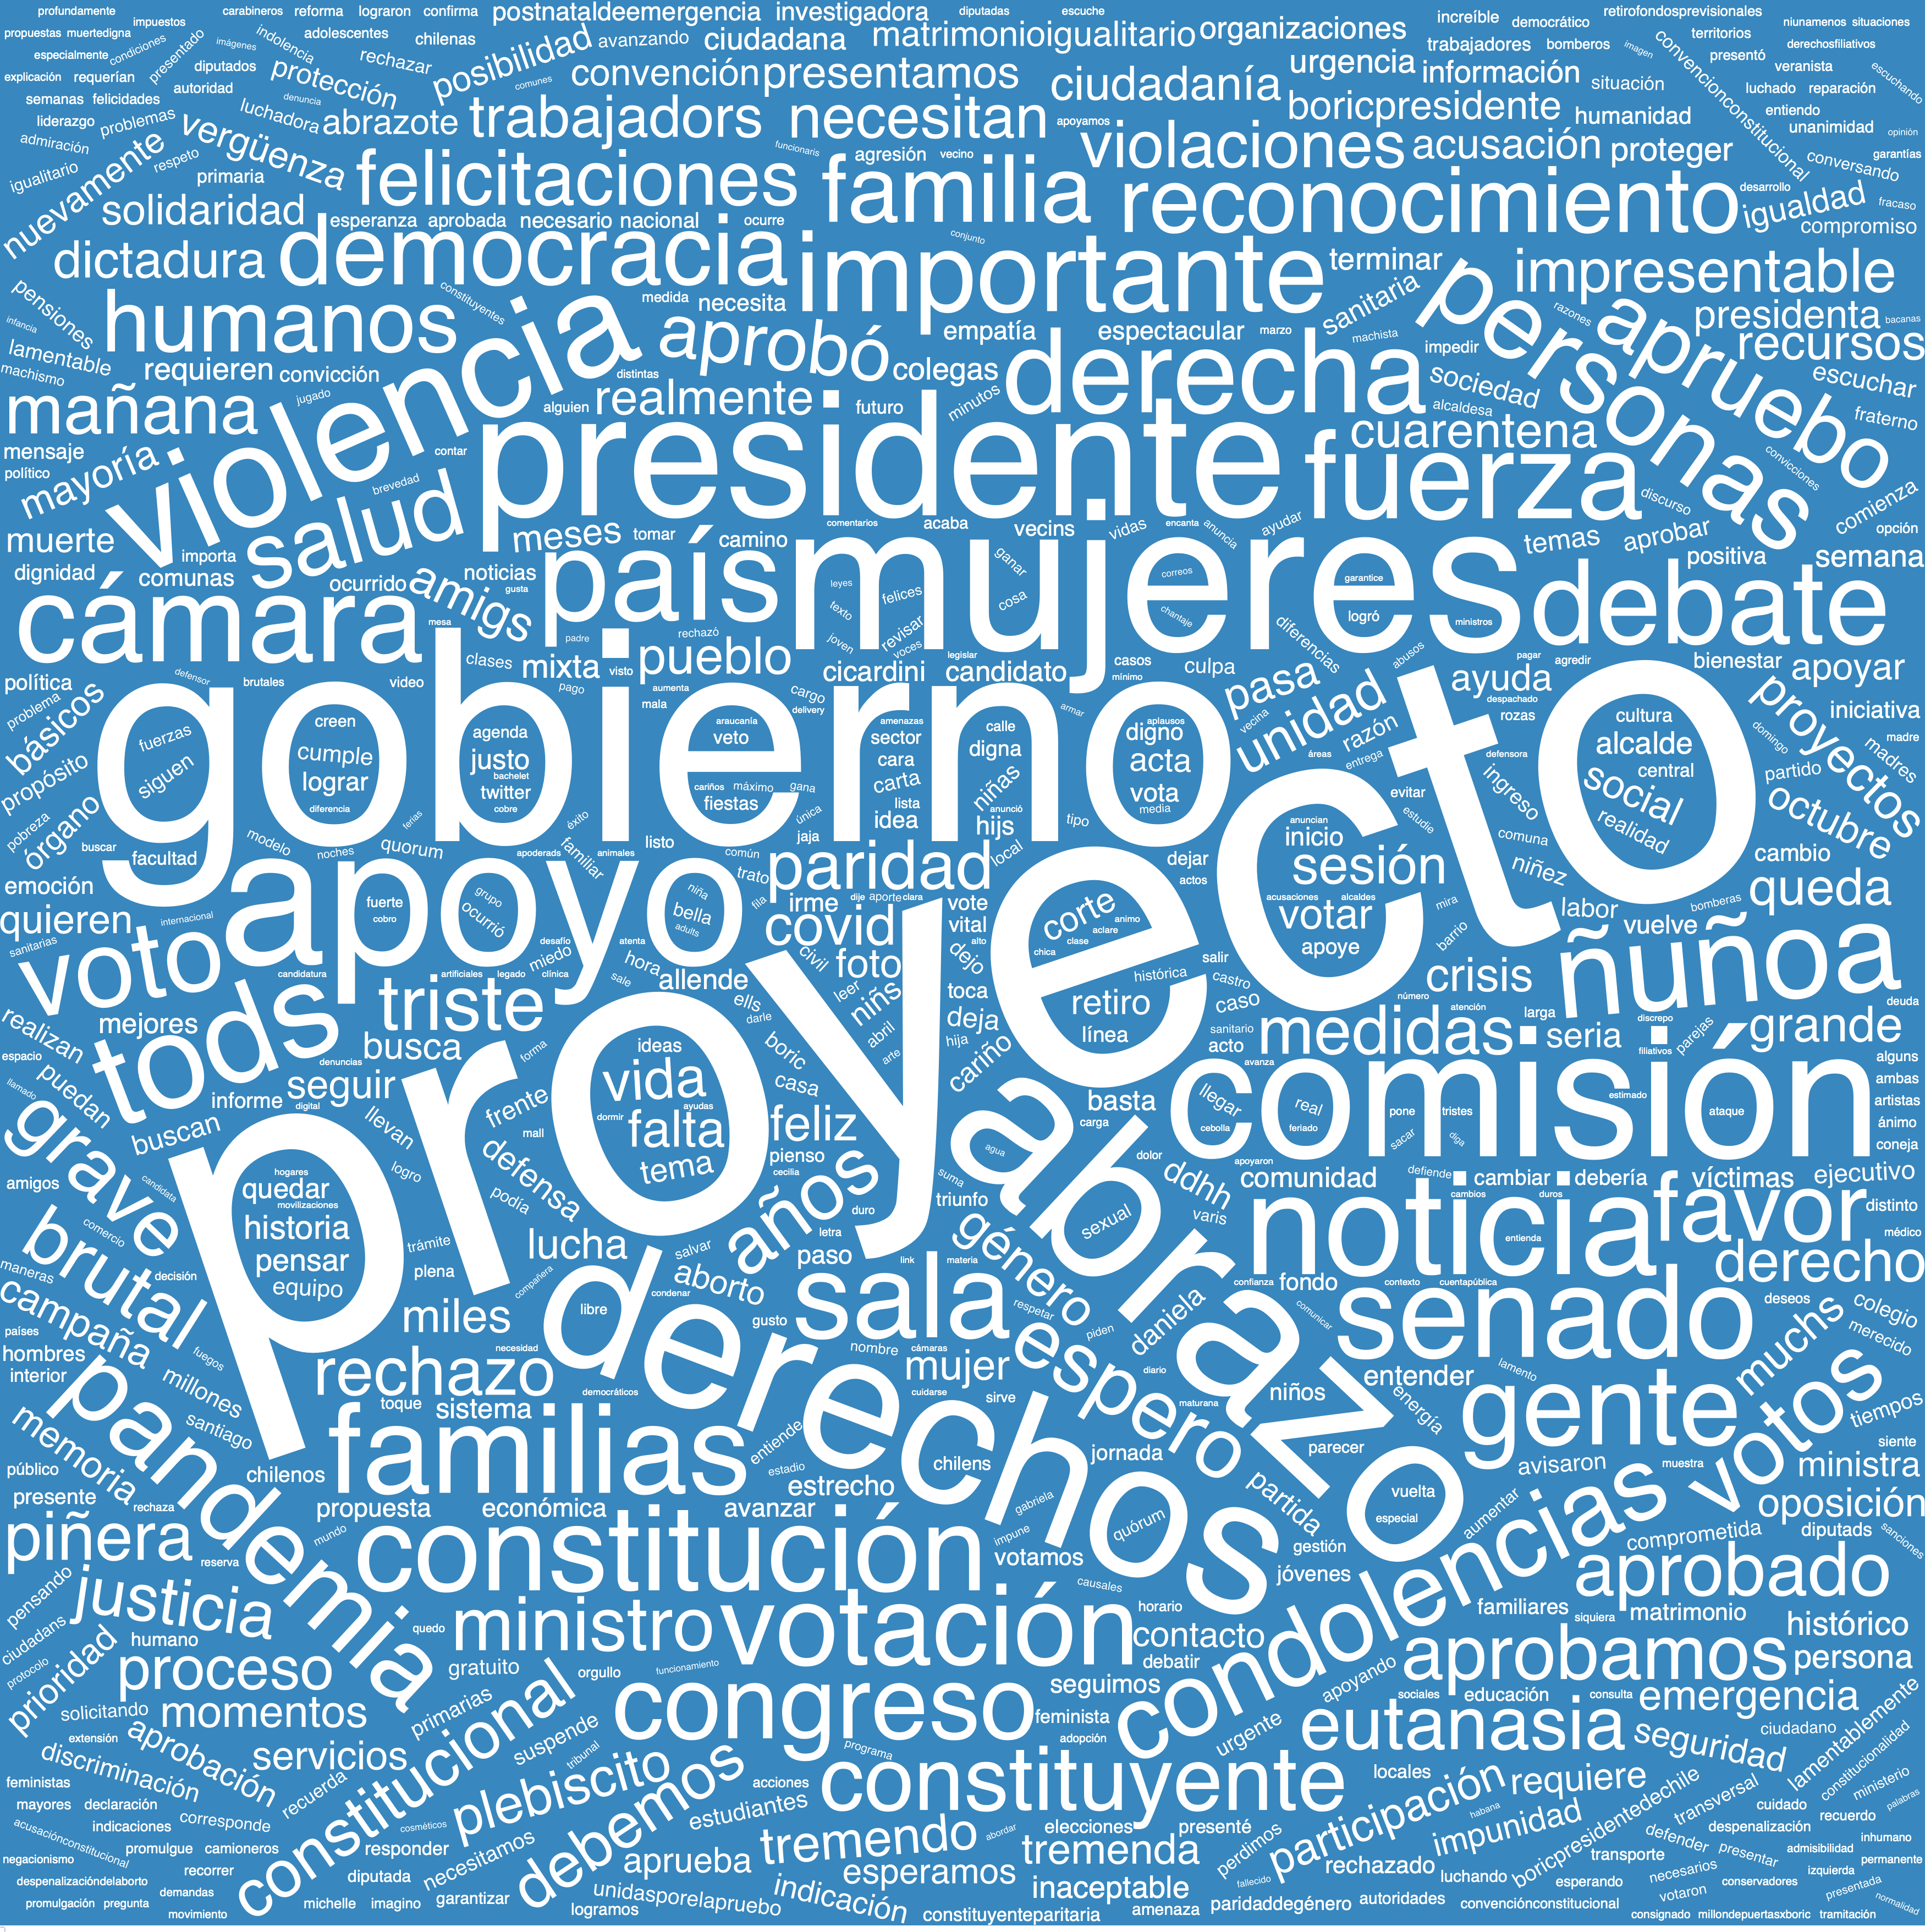 profundamente
impuestos
carabineros reforma lograron confirma postnataldeemergencia investigadora diputadas escuche
retirofondosprevisionales
propuestas muertedigna
imágenes indolencia adolescentes chilenas
posibilidad avanzando ciudadana matrimonioigualitario organizaciones
increíble democrático
niunamenos situaciones
trabajadores bomberos imagen territorios derechosfiliativos
especialmente condiciones presentado
explicación requerían diputados protección rechazar
convención presentamos comunes
ciudadanía urgencia información situación
convencionconstitucional presentó veranista escuchando
semanas felicidades autoridad denuncia
luchado reparación
liderazgo problemas luchadora abrazote trabajadors necesitan apoyamos
boricpresidente humanidad entiendo unanimidad opinión
admiración nuevamente respeto vergüenza
funcionaris agresión vecino
violaciones acusación proteger conversando garantías
igualitario primaria felicitaciones familia reconocimiento
desarrollo igualdad fracaso compromiso
solidaridad esperanza aprobada necesario nacional ocurre conjunto
dictadura democracia importante terminar
impresentable
pensiones humanos constituyentes medida necesita
empatía espectacular marzo sanitaria
personas razones apruebo presidenta bacanas
infancia lamentable machismo requieren convicción violencia aprobó distintas colegas derecha machista impedir recursos
mañana jugado alguien realmente futuro minutos sociedad alcaldesa escuchar fraterno
mensaje político mayoría contar brevedad presidente cuarentena fuerza convicciones
muerte salud importa comentarios acaba vecins vidas encanta anuncia ayudar discurso comienza opción
meses tomar camino temas aprobar positiva semana
dignidad comunas ocurrido amigs noticias gusta país mujeres debate
cámara mesa leyes texto felices ganar cosa correos chantaje garantice logró ministros
padre rechazó joven revisar voces legislar diferencias
clases mixta visto pueblo cicardini candidato casos mínimo culpa abusos pagar agredir bienestar apoyar
política defensor brutales video pago aumenta mala cargo delivery armar pasa unidad ayuda despachado rozas
problema básicos fuerzas creen agenda araucanía veto amenazas sector calle aplausos digno vecina razón
proyectos iniciativa madre
propósito siguen cumple lograr justo bachelet twitter cobre cara carta digna niñas acta vota media áreas entrega defensora
cultura alcalde central social realidad domingo partido madres
gobierno
diferencia cariños máximo gana fiestas única lista idea anunció hijs tipo evitar estudie ingreso octubre
pobreza órgano buscar facultad modelo noches ferias quorum éxito familiar listo jaja local anuncian inicio comuna cambio
emoción apoyo apoderads animales común trato paridad dejar actos sesión niñez queda
quieren internacional sanitarias fuerte cobro grupo ocurrió niña bella adults fila irme dije aporte clara vote vital corte animo aclare clase chica acusaciones alcaldes votar apoye mira barrio labor bomberas vuelve
voto candidatura artificiales legado clínica desafío miedo atenta hora covid civil foto dejo alto histórica salir castro crisis ñuñoa
proyecto
tods triste sale allende ells darle leer niñs toca deja hija retiro línea caso número atención larga discrepo deuda
realizan mejores busca forma ideas boric abril arte cariño sanitario acto medidas seria filiativos parejas grande
espacio llamado puedan informe digital denuncias seguir llevan frente mall vida dormir ayudas falta tema casa feliz avanza basta carga llegar cebolla real feriado comisión pone tristes sacar diga estimado ataque alguns ambas artistas ánimo coneja
grave buscan defensa podía logro pienso cecilia años suma agua abrazo dolor ddhh varis apoyaron comunidad defiende cambios cambiar duros debería víctimas ejecutivo
amigos candidata hogares quedar movilizaciones historia pensar equipo trámite plena lucha salvar letra duro triunfo sexual noticia entienda favor distinto médico
brutal comercio decisión maneras compañera derechos libre aborto condenar paso link materia género respetar confianza fondo contexto cuentapública derecho
campaña países fuegos miles necesidad gusto sala nombre cámaras piden daniela comunicar senado deseos colegio merecido
hombres interior millones rechazo democráticos mujer cuidarse espero diario maturana niños entender lamento muchs
pandemia santiago toque sistema entiende sirve energía gente tiempos
memoria chilenos familias estadio chilens jornada partida parecer avisaron muestra votos siente
público presente rechaza propuesta económica avanzar estrecho gabriela vuelta especial aumentar condolencias ministra oposición
piñera reserva mundo constitución impune votamos quórum gestión comprometida diputads sanciones
pensando justicia causales jóvenes aprobado
ciudadans humano quedo ministro votación horario contacto debatir familiares siquiera matrimonio histórico
prioridad protocolo proceso gratuito orgullo funcionamiento seguimos apoyando aprobamos persona
solicitando momentos primarias constitucional congreso feminista adopción urgente sociales educación consulta emergencia
extensión aprobación servicios suspende tribunal programa eutanasia seguridad ciudadano lamentablemente
discriminación plebiscito debemos acciones constituyente locales participación requiere constitucionalidad ministerio
feministas mayores declaración recuerda estudiantes elecciones presenté habana transversal cuidado palabras
indicaciones corresponde cosméticos tremendo abordar tremenda perdimos impunidad boricpresidentedechile recuerdo
acusaciónconstitucional promulgue camioneros responder necesitamos defender despenalización
negacionismo recorrer aprueba esperamos rechazado luchando transporte presentar admisibilidad inhumano
despenalizacióndelaborto demandas diputada inaceptable fallecido esperando necesarios izquierda permanente conservadores
promulgación pregunta movimiento michelle imagino garantizar unidasporelapruebo indicación amenaza paridaddegénero autoridades votaron presentada normalidad
logramos constituyenteparitaria convenciónconstitucional consignado millondepuertasxboric tramitación